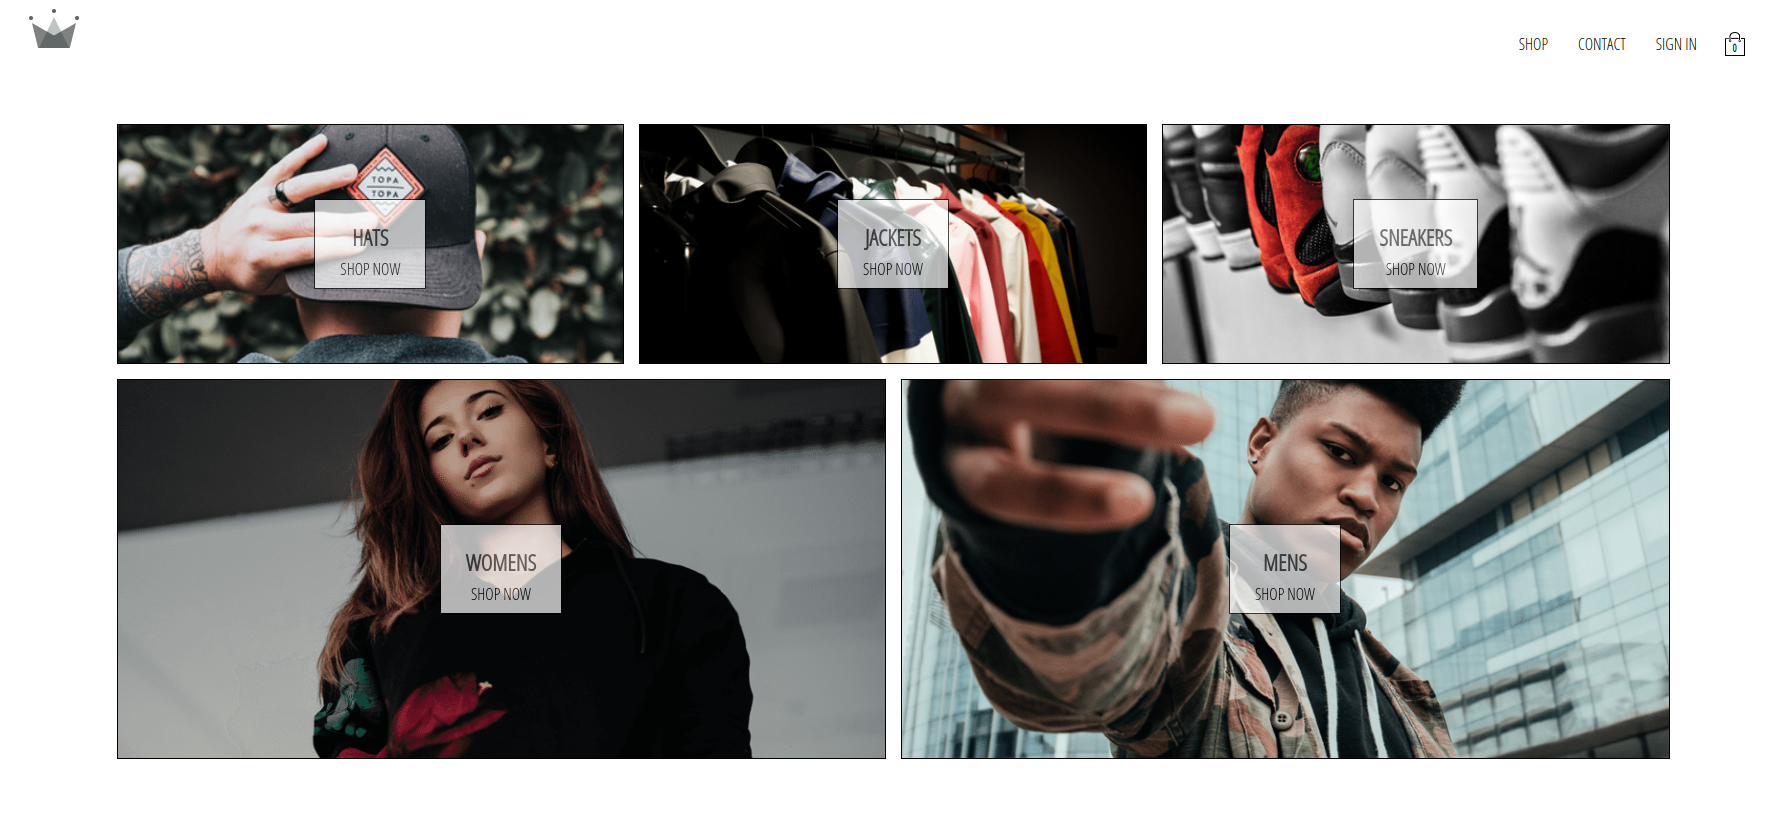 SHOP
CONTACT
SIGN IN
0
TOPA
TOPA
HATS
SHOP NOW
JACKETS
SHOP NOW
SNEAKERS
SHOP NOW
WOMENS
SHOP NOW
MENS
SHOP NOW